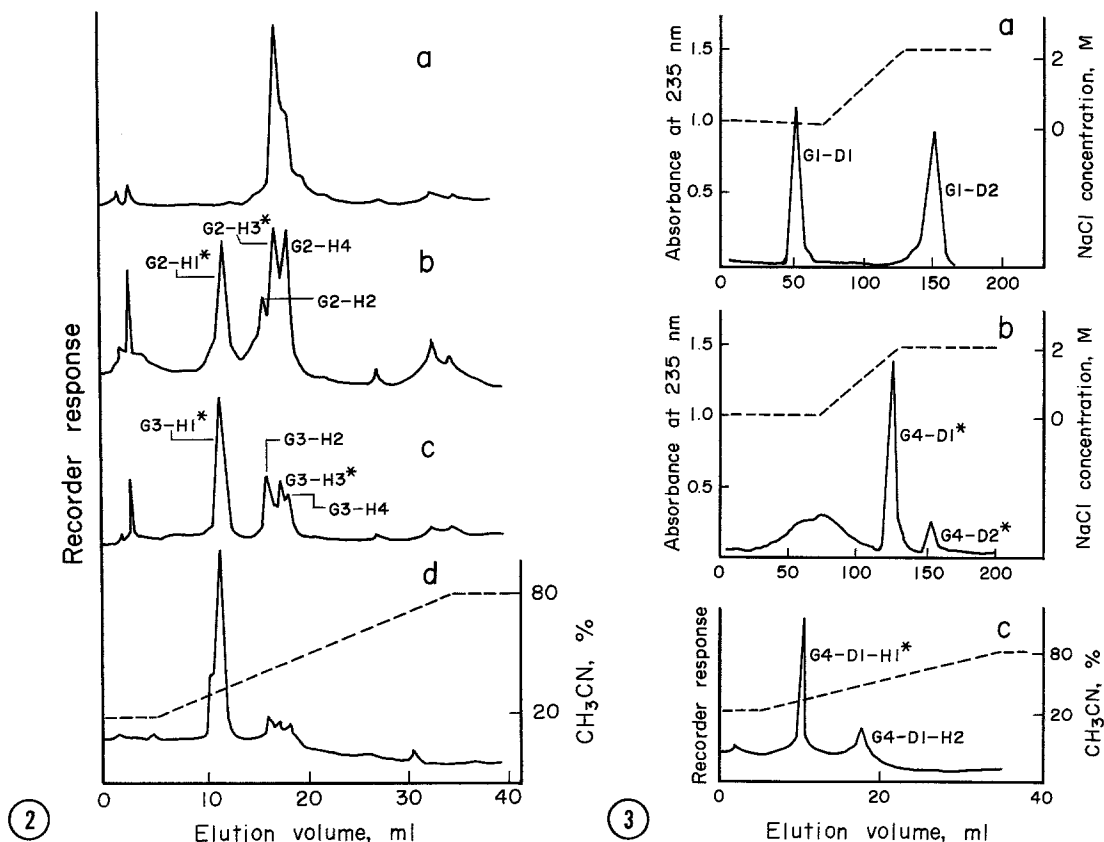 a
b
c
d
G2-H1*
G2-H3*
G2-H4
G2-H2
G3-H1*
G3-H2
G3-H3*
G3-H4
Recorder response
80
20
CH3CN, %
0 10 20 30 40
Elution volume, ml
2
a
Absorbance at 235 nm
1.5
1.0
0.5
G1-D1
G1-D2
2
0
NaCl concentration, M
0 50 100 150 200
b
Absorbance at 235 nm
1.5
1.0
0.5
G4-D1*
G4-D2*
2
0
NaCl concentration, M
0 50 100 150 200
c
Recorder response
G4-D1-H1*
G4-D1-H2
80
20
CH3CN, %
0 20 40
Elution volume, ml
3